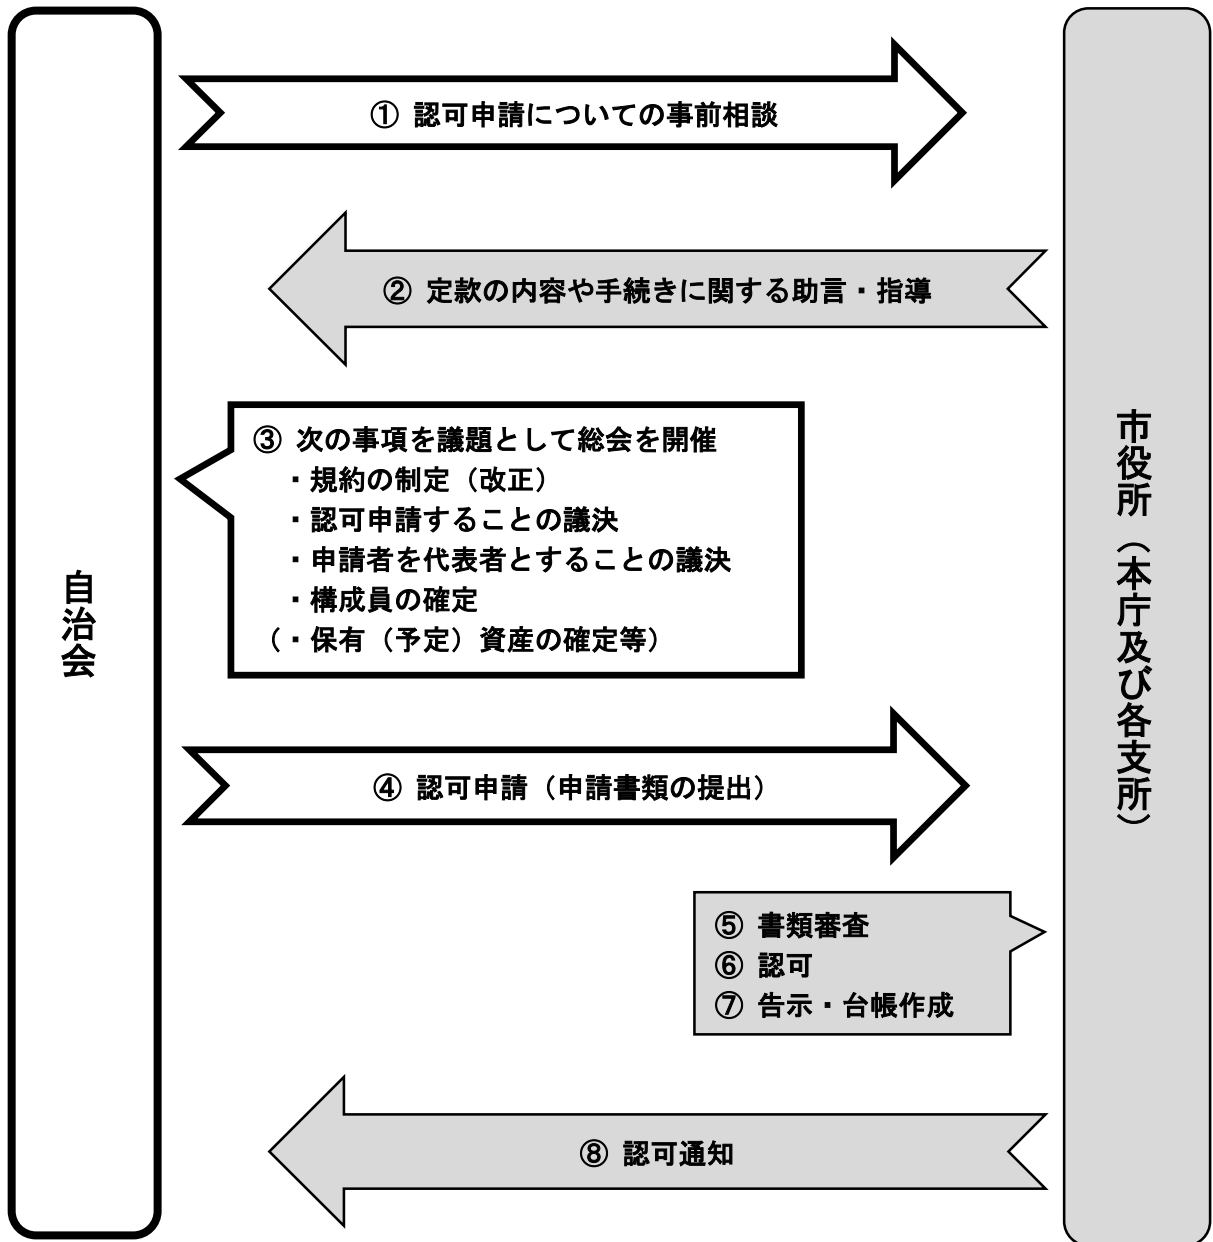 ① 認可申請についての事前相談
② 定款の内容や手続きに関する助言・指導
③ 次の事項を議題として総会を開催
・規約の制定（改正）
・認可申請することの議決
・申請者を代表者とすることの議決
・構成員の確定
（・保有（予定）資産の確定等）
自治会
市役所（本庁及び各支所）
④ 認可申請（申請書類の提出）
⑤ 書類審査
⑥ 認可
⑦ 告示・台帳作成
⑧ 認可通知